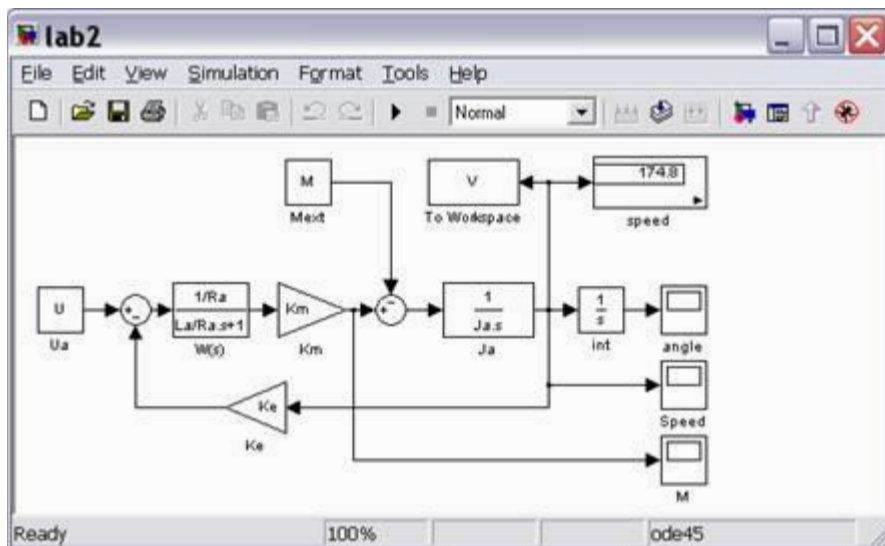 lab2
File Edit View Simulation Format Tools Help
Normal
M
Mext
V
To Workspace
174.8
speed
U
Ua
+
-
1/Ra
La/Ra.s+1
W(s)
Km
Km
-
+
1
Ja.s
Ja
1
s
int
angle
Ke
Ke
Speed
M
Ready 100% ode45